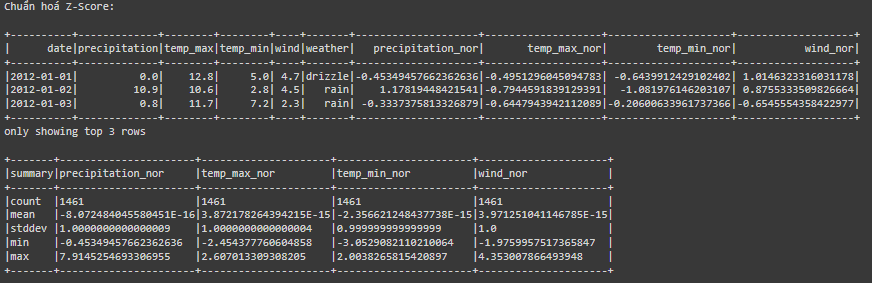 Chuẩn hoá Z-Score:
+----------+-------------+--------+--------+----+-------+--------------------+-------------------+--------------------+-------------------+
|      date|precipitation|temp_max|temp_min|wind|weather|   precipitation_nor|       temp_max_nor|        temp_min_nor|           wind_nor|
+----------+-------------+--------+--------+----+-------+--------------------+-------------------+--------------------+-------------------+
|2012-01-01|          0.0|    12.8|     5.0| 4.7|drizzle|-0.45349457662362636|-0.4951296045094783| -0.6439912429102402| 1.0146323316031178|
|2012-01-02|         10.9|    10.6|     2.8| 4.5|   rain|    1.17819448421541|-0.7944591839129391|  -1.081976146203107| 0.8755333509826664|
|2012-01-03|          0.8|    11.7|     7.2| 2.3|   rain| -0.3337375813326879|-0.6447943942112089|-0.20600633961737366|-0.6545554358422977|
+----------+-------------+--------+--------+----+-------+--------------------+-------------------+--------------------+-------------------+
only showing top 3 rows
+-------+--------------------+-------------------+-------------------+-------------------+
|summary|precipitation_nor   |temp_max_nor       |temp_min_nor       |wind_nor           |
+-------+--------------------+-------------------+-------------------+-------------------+
|count  |1461                |1461               |1461               |1461               |
|mean   |-8.072484045580451E-16|3.872178264394215E-15|-2.356621248437738E-15|3.971251041146785E-15|
|stddev |1.0000000000000009  |1.0000000000000004 |0.999999999999999  |1.0                |
|min    |-0.45349457662362636|-2.454377760604858 |-3.0529082110210064 |-1.9759957517365847|
|max    |7.9145254693306955  |2.607013309308205  |2.0038265815420897 |4.353007866493948  |
+-------+--------------------+-------------------+-------------------+-------------------+